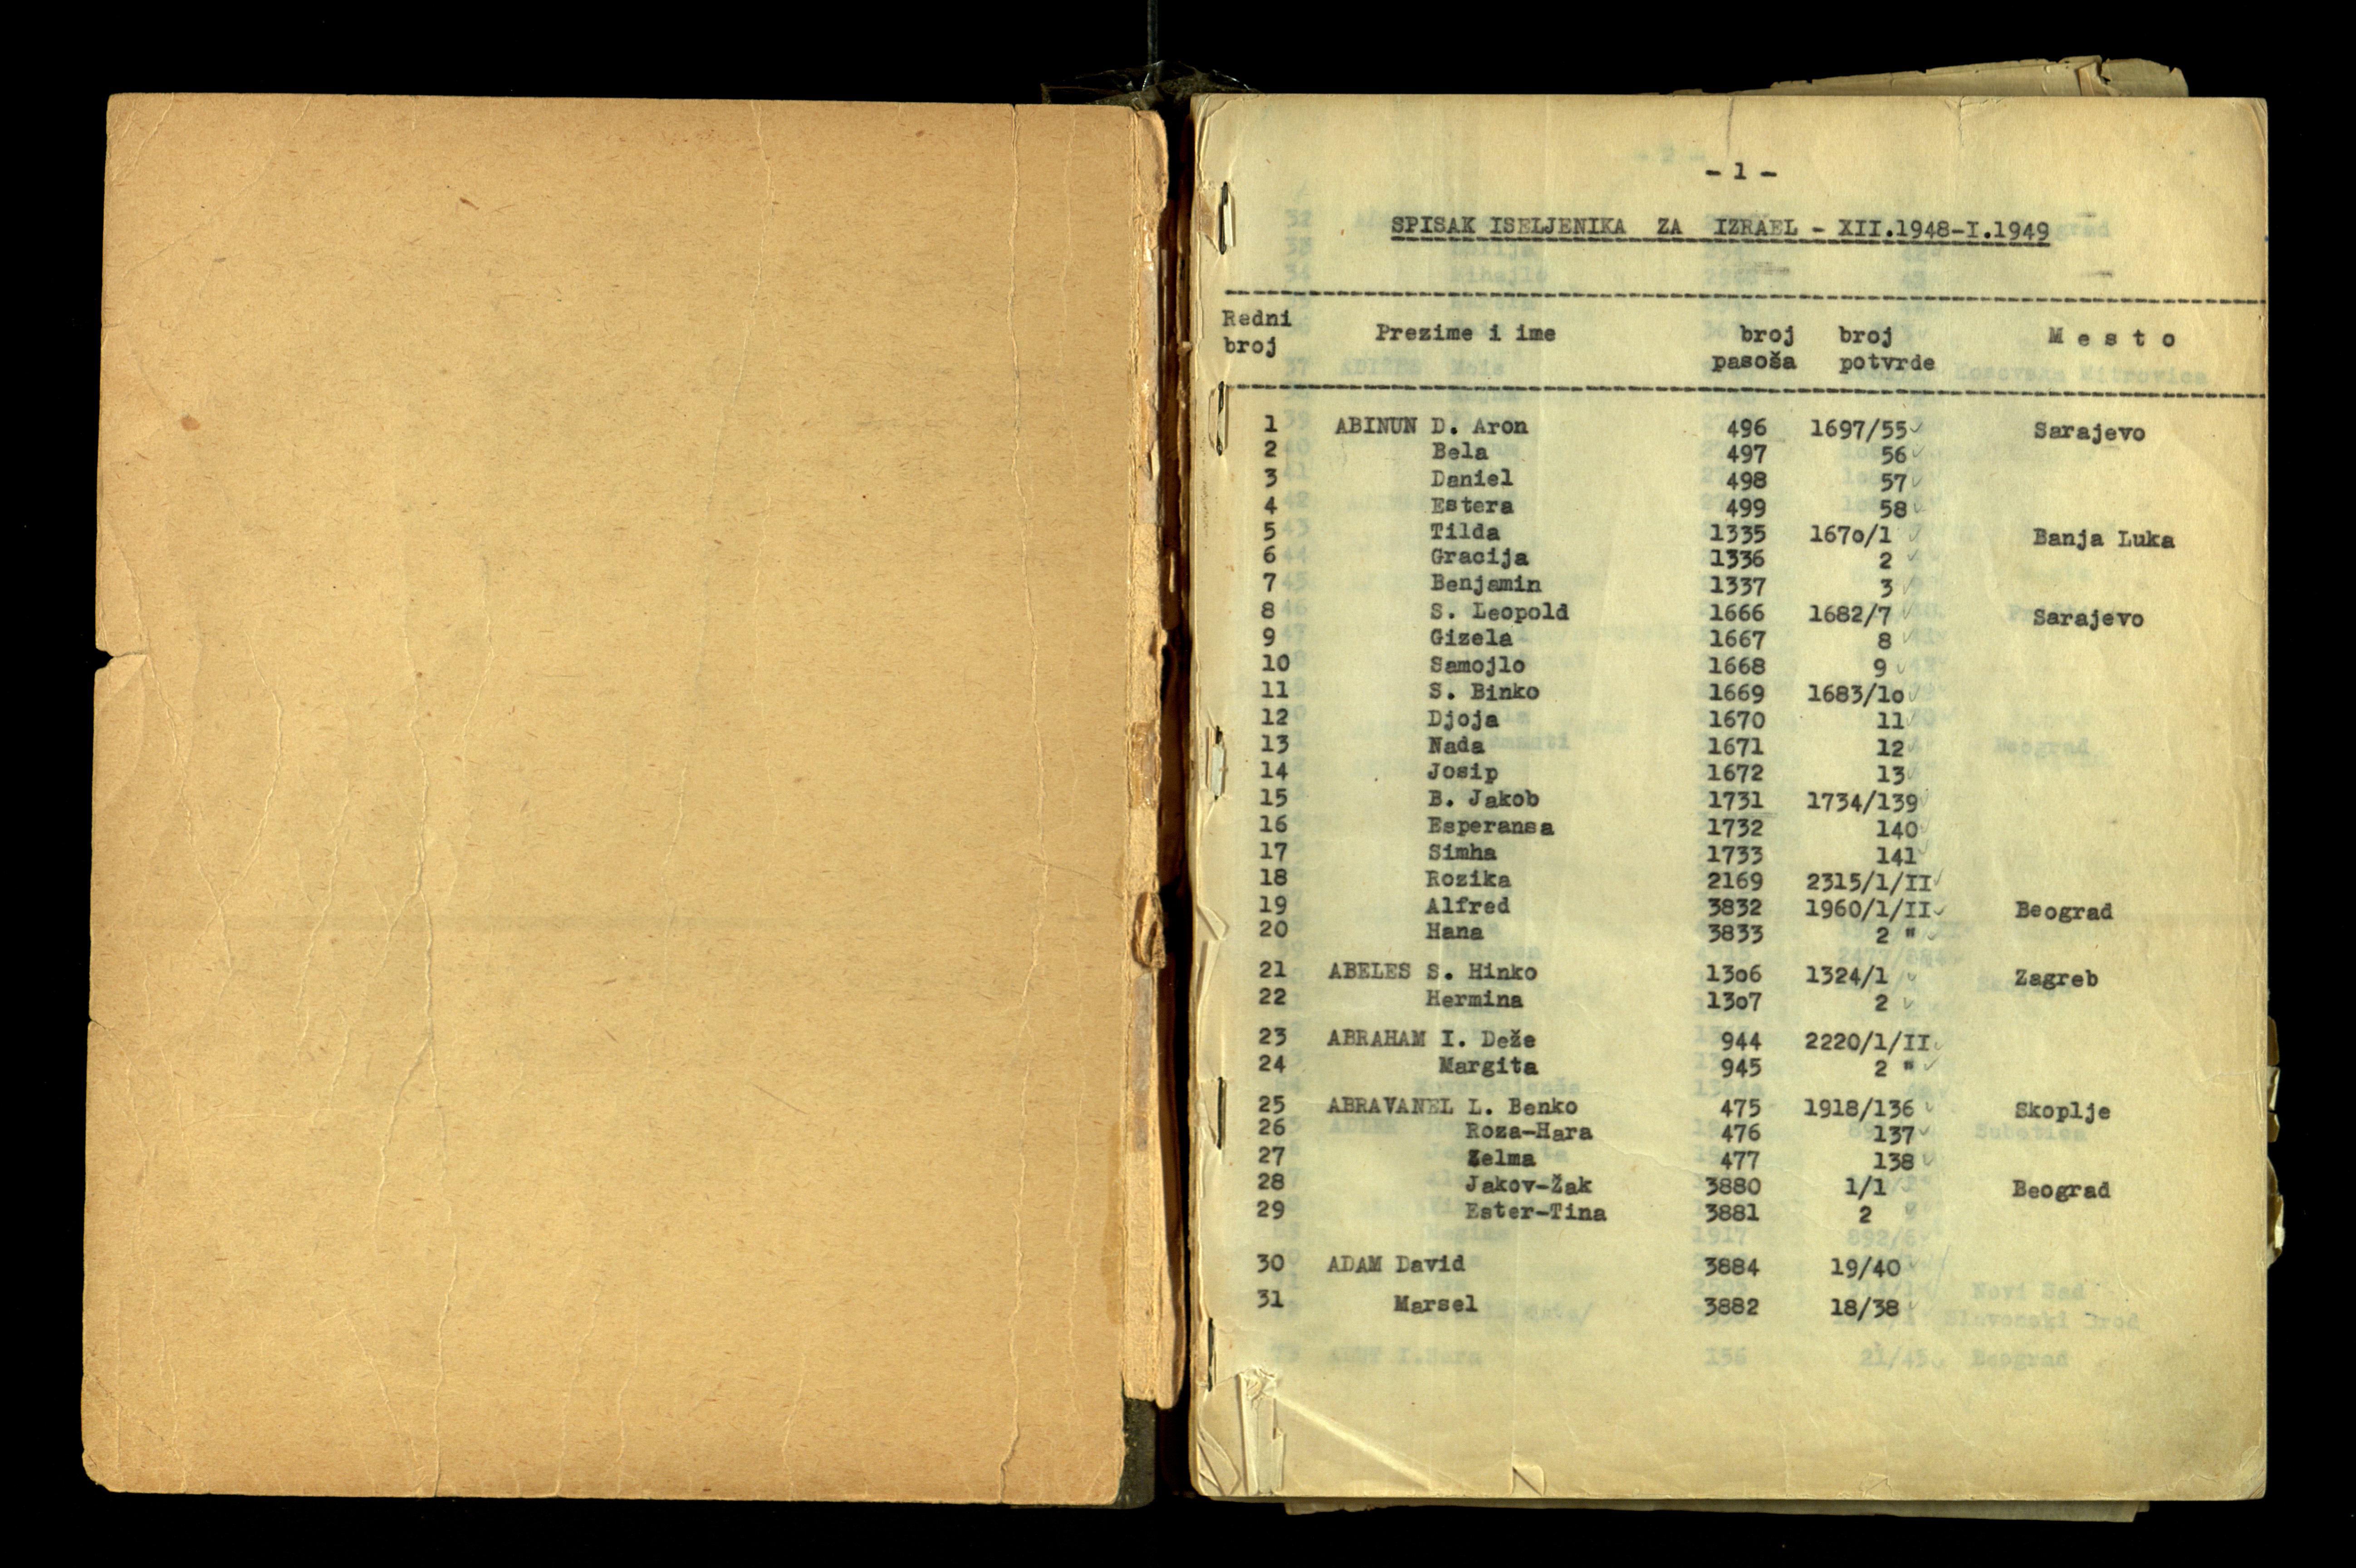 - 1 -
SPISAK ISELJENIKA ZA IZRAEL - XII.1948-I.1949
Redni broj Prezime i ime broj pasoša broj potvrde M e s t o
1 ABINUN D. Aron 496 1697/55 Sarajevo
2 Bela 497 56
3 Daniel 498 57
4 Estera 499 58
5 Tilda 1335 1670/1 Banja Luka
6 Gracija 1336 2
7 Benjamin 1337 3
8 S. Leopold 1666 1682/7 Sarajevo
9 Gizela 1667 8
10 Samojlo 1668 9
11 S. Binko 1669 1683/10
12 Djoja 1670 11
13 Nada 1671 12
14 Josip 1672 13
15 B. Jakob 1731 1734/139
16 Esperansa 1732 140
17 Simha 1733 141
18 Rozika 2169 2315/1/II
19 Alfred 3832 1960/1/II Beograd
20 Hana 3833 2 "
21 ABELES S. Hinko 1306 1324/1 Zagreb
22 Hermina 1307 2
23 ABRAHAM I. Deže 944 2220/1/II
24 Margita 945 2 "
25 ABRAVANEL L. Benko 475 1918/136 Skoplje
26 Roza-Hara 476 137
27 Zelma 477 138
28 Jakov-Žak 3880 1/1 Beograd
29 Ester-Tina 3881 2
30 ADAM David 3884 19/40
31 Marsel 3882 18/38